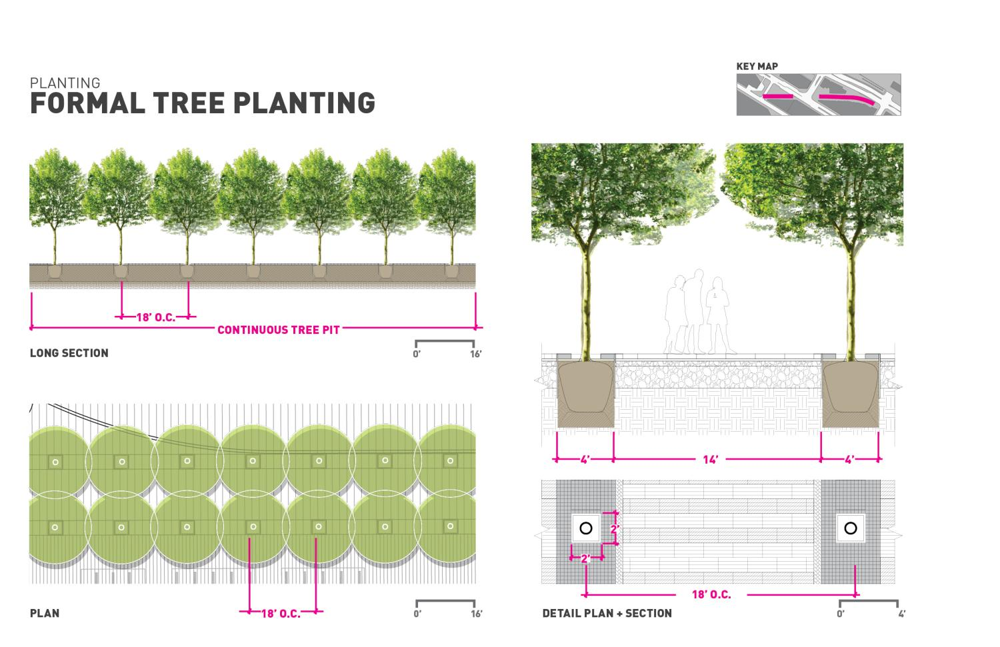 PLANTING
FORMAL TREE PLANTING
KEY MAP
18’ O.C.
CONTINUOUS TREE PIT
LONG SECTION
0’ 16’
18’ O.C.
PLAN
0’ 16’
4’ 14’ 4’
2’
2’
18’ O.C.
DETAIL PLAN + SECTION
0’ 4’